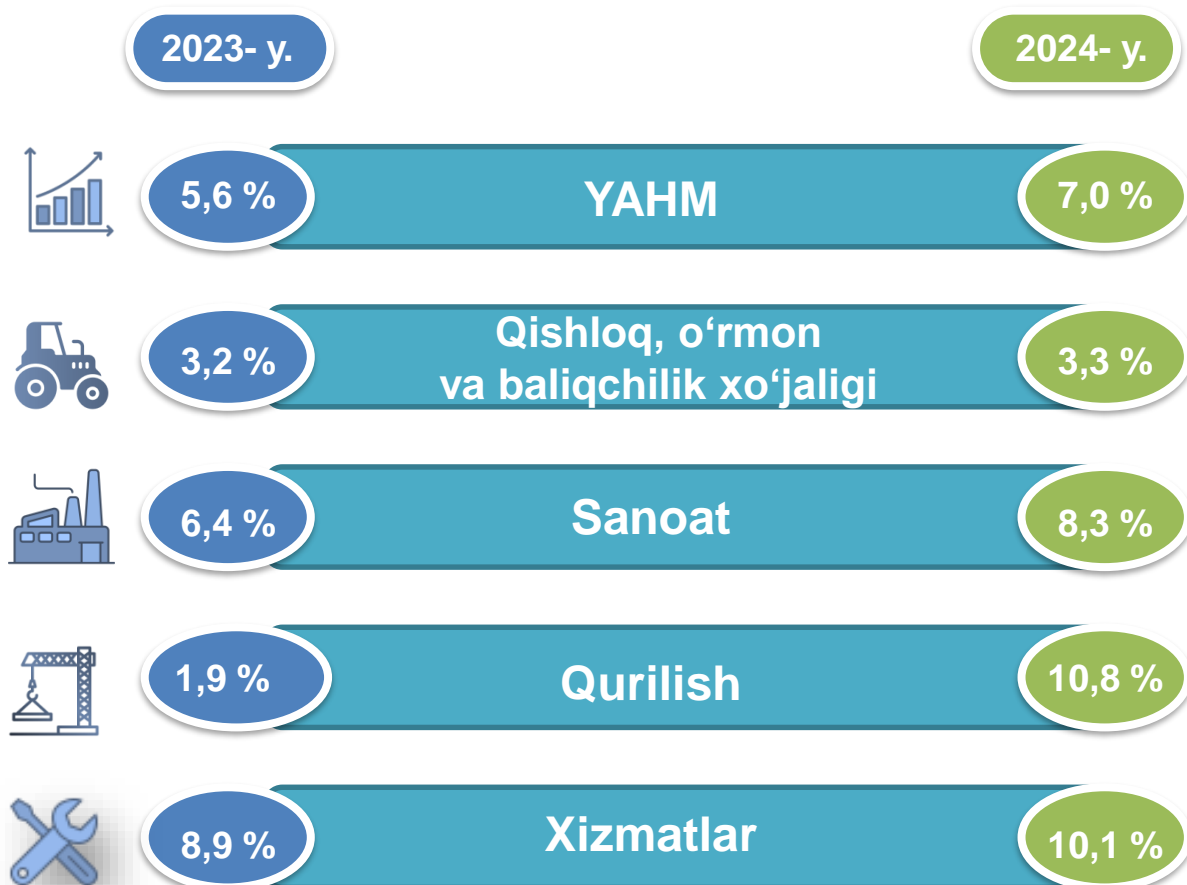 2023- y.
2024- y.
5,6 %
YAHM
7,0 %
3,2 %
Qishloq, o‘rmon
va baliqchilik xo‘jaligi
3,3 %
6,4 %
Sanoat
8,3 %
1,9 %
Qurilish
10,8 %
8,9 %
Xizmatlar
10,1 %